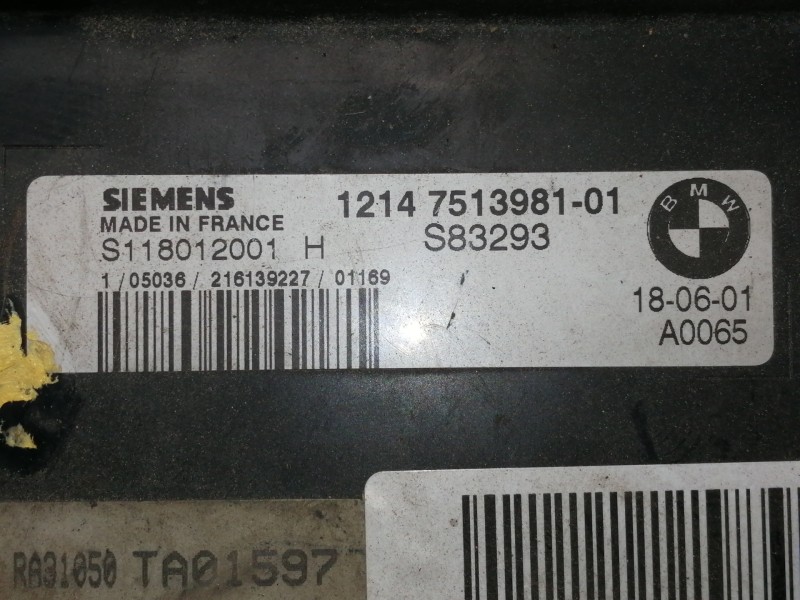 SIEMENS 1214 7513981-01
MADE IN FRANCE
S118012001 H S83293
BMW
1/05036/216139227/01169
18-06-01
A0065
RA31050 TA01597